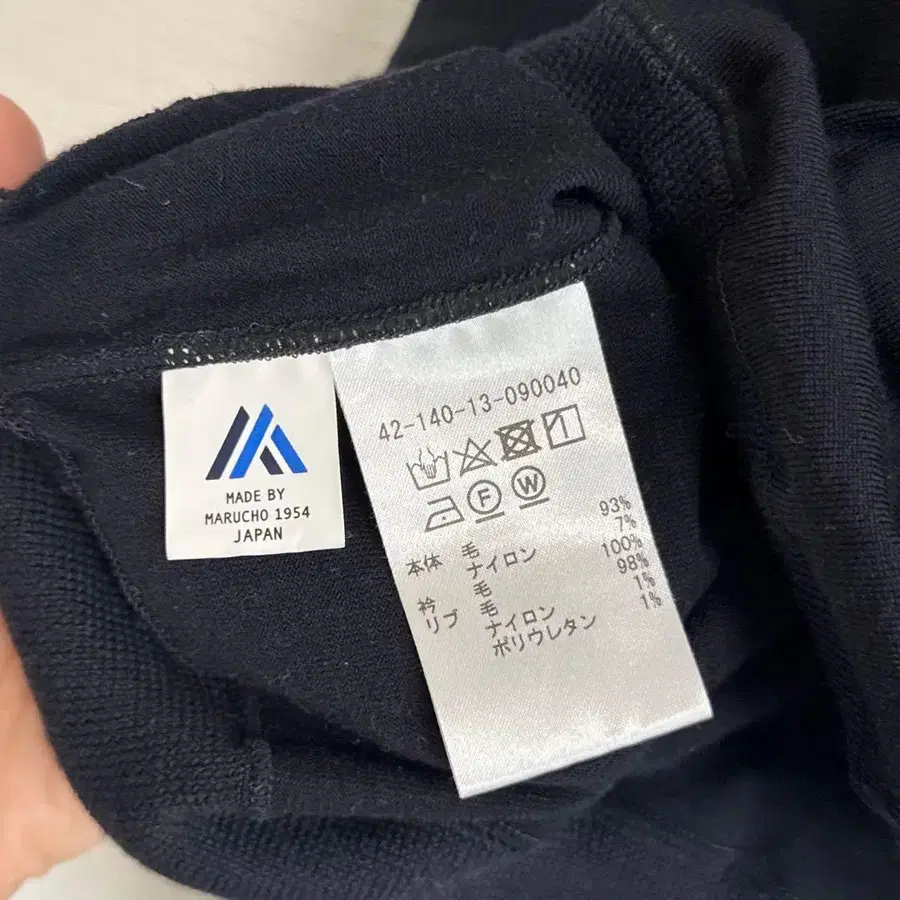 MADE BY
MARUCHO 1954
JAPAN
42-140-13-090040
F W
本体 毛 93%
ナイロン 7%
衿 毛 100%
リブ 毛 98%
ナイロン 1%
ポリウレタン 1%